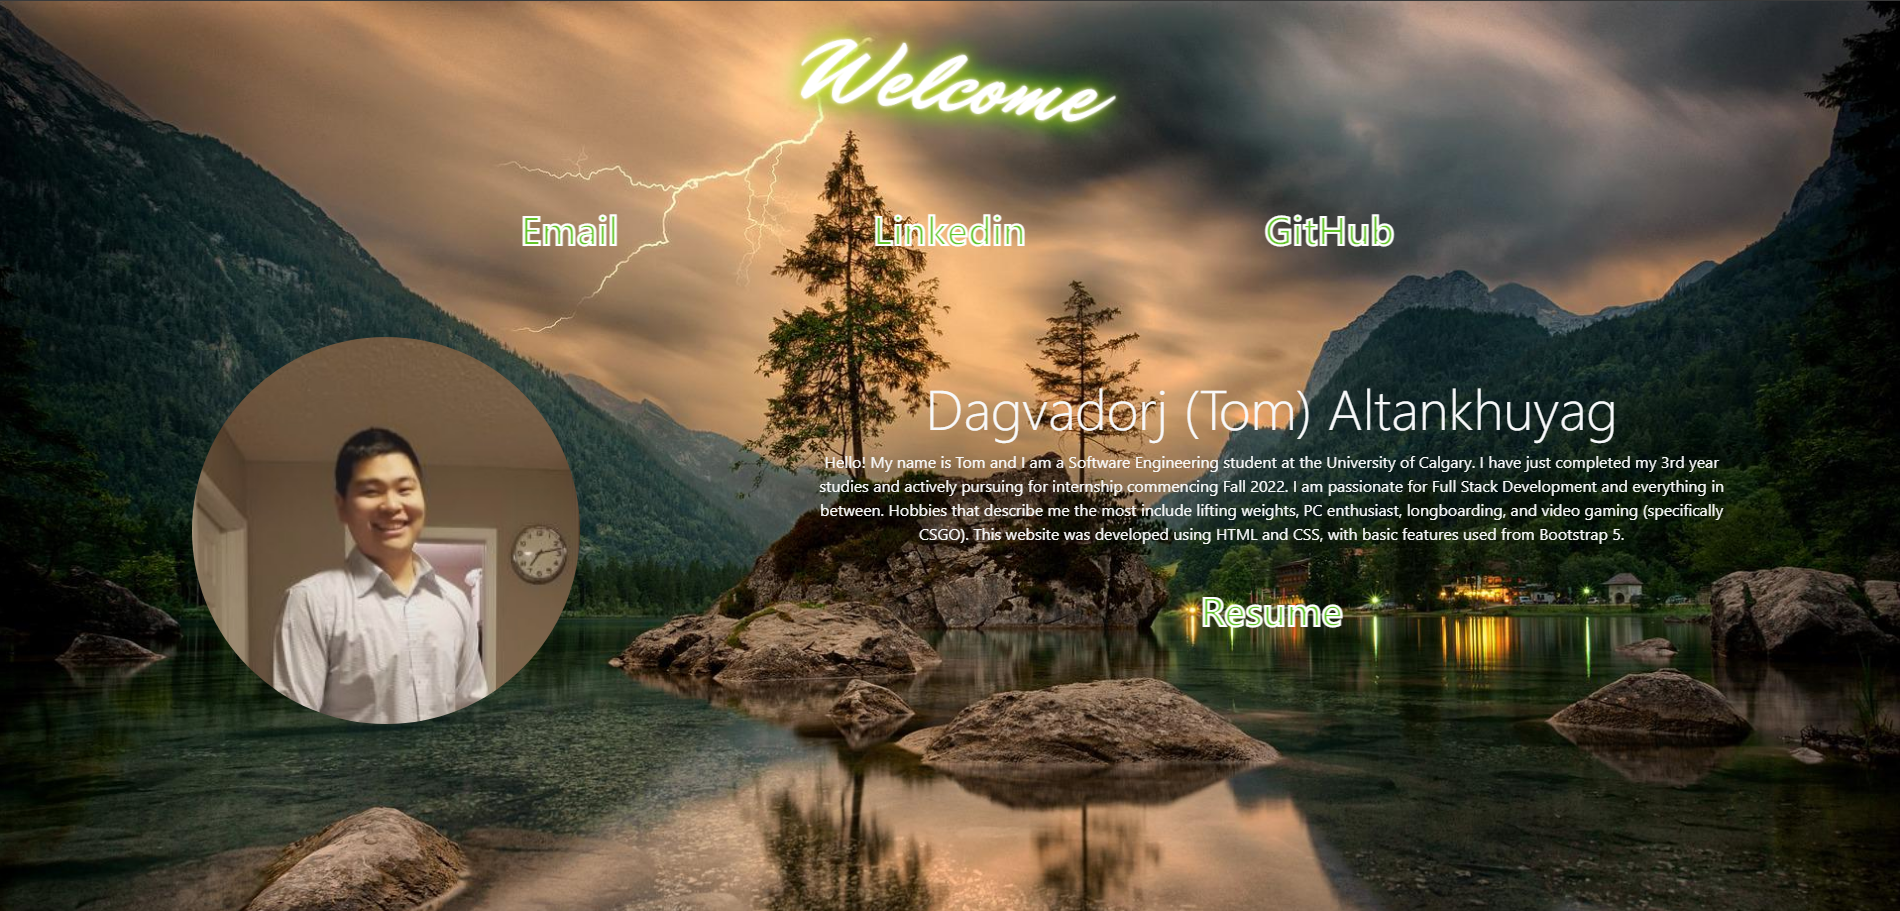 Welcome
Email
Linkedin
GitHub
Dagvadorj (Tom) Altankhuyag
Hello! My name is Tom and I am a Software Engineering student at the University of Calgary. I have just completed my 3rd year
studies and actively pursuing for internship commencing Fall 2022. I am passionate for Full Stack Development and everything in
between. Hobbies that describe me the most include lifting weights, PC enthusiast, longboarding, and video gaming (specifically
CSGO). This website was developed using HTML and CSS, with basic features used from Bootstrap 5.
Resume